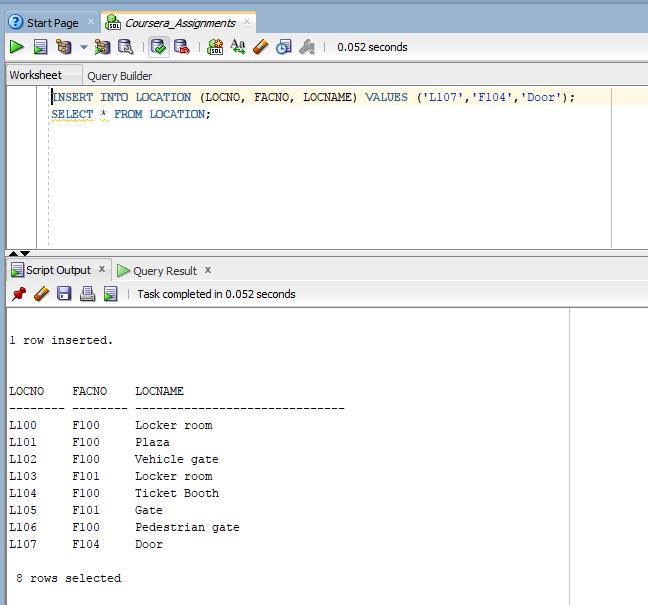 Start Page
Coursera_Assignments
0.052 seconds
Worksheet
Query Builder
INSERT INTO LOCATION (LOCNO, FACNO, LOCNAME) VALUES ('L107','F104','Door');
SELECT * FROM LOCATION;
Script Output x
Query Result x
Task completed in 0.052 seconds
1 row inserted.
LOCNO FACNO LOCNAME
-------- -------- ------------------------------
L100 F100 Locker room
L101 F100 Plaza
L102 F100 Vehicle gate
L103 F101 Locker room
L104 F100 Ticket Booth
L105 F101 Gate
L106 F100 Pedestrian gate
L107 F104 Door
8 rows selected